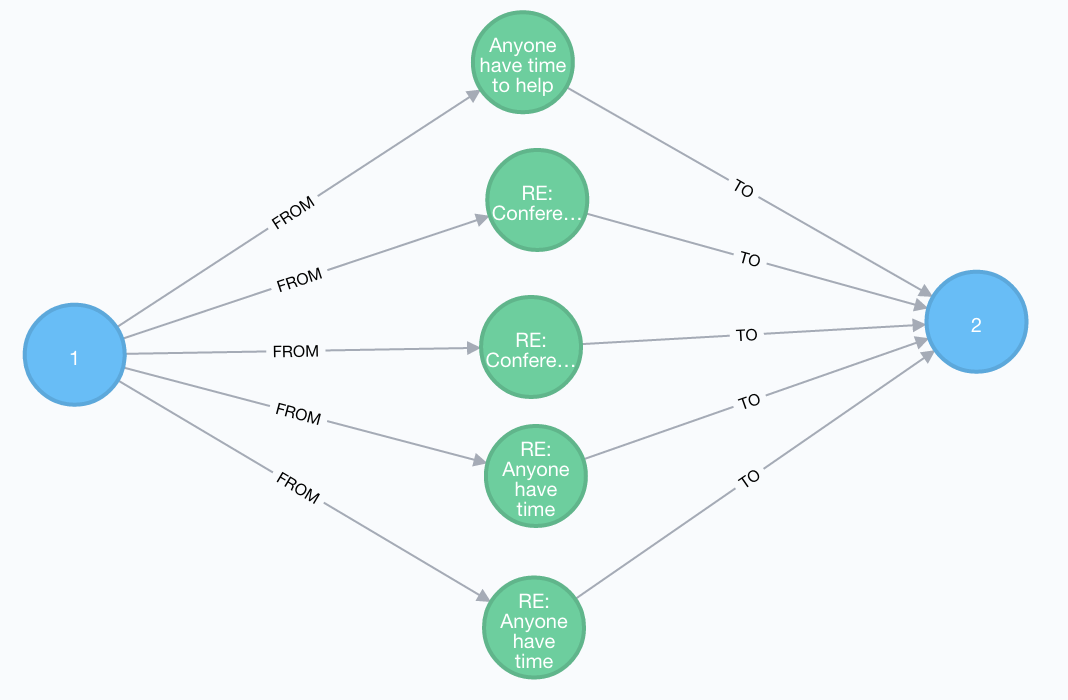 Anyone
have time
to help
TO
FROM
RE:
Confere...
TO
FROM
1
FROM
RE:
Confere...
TO
2
FROM
RE:
Anyone
have
time
TO
FROM
TO
RE:
Anyone
have
time